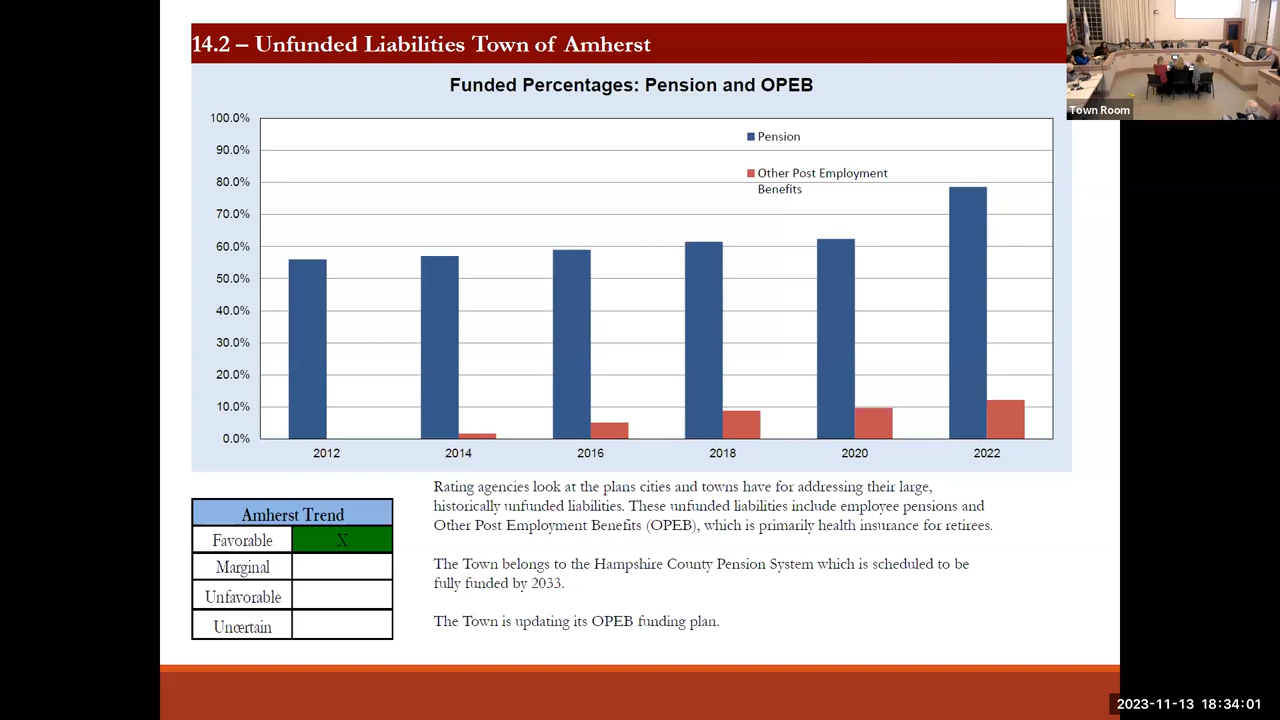 14.2 – Unfunded Liabilities Town of Amherst
Town Room
Funded Percentages: Pension and OPEB
100.0%
90.0%
80.0%
70.0%
60.0%
50.0%
40.0%
30.0%
20.0%
10.0%
0.0%
Pension
Other Post Employment
Benefits
2012 2014 2016 2018 2020 2022
Amherst Trend
Favorable X
Marginal
Unfavorable
Uncertain
Rating agencies look at the plans cities and towns have for addressing their large,
historically unfunded liabilities. These unfunded liabilities include employee pensions and
Other Post Employment Benefits (OPEB), which is primarily health insurance for retirees.
The Town belongs to the Hampshire County Pension System which is scheduled to be
fully funded by 2033.
The Town is updating its OPEB funding plan.
2023-11-13 18:34:01